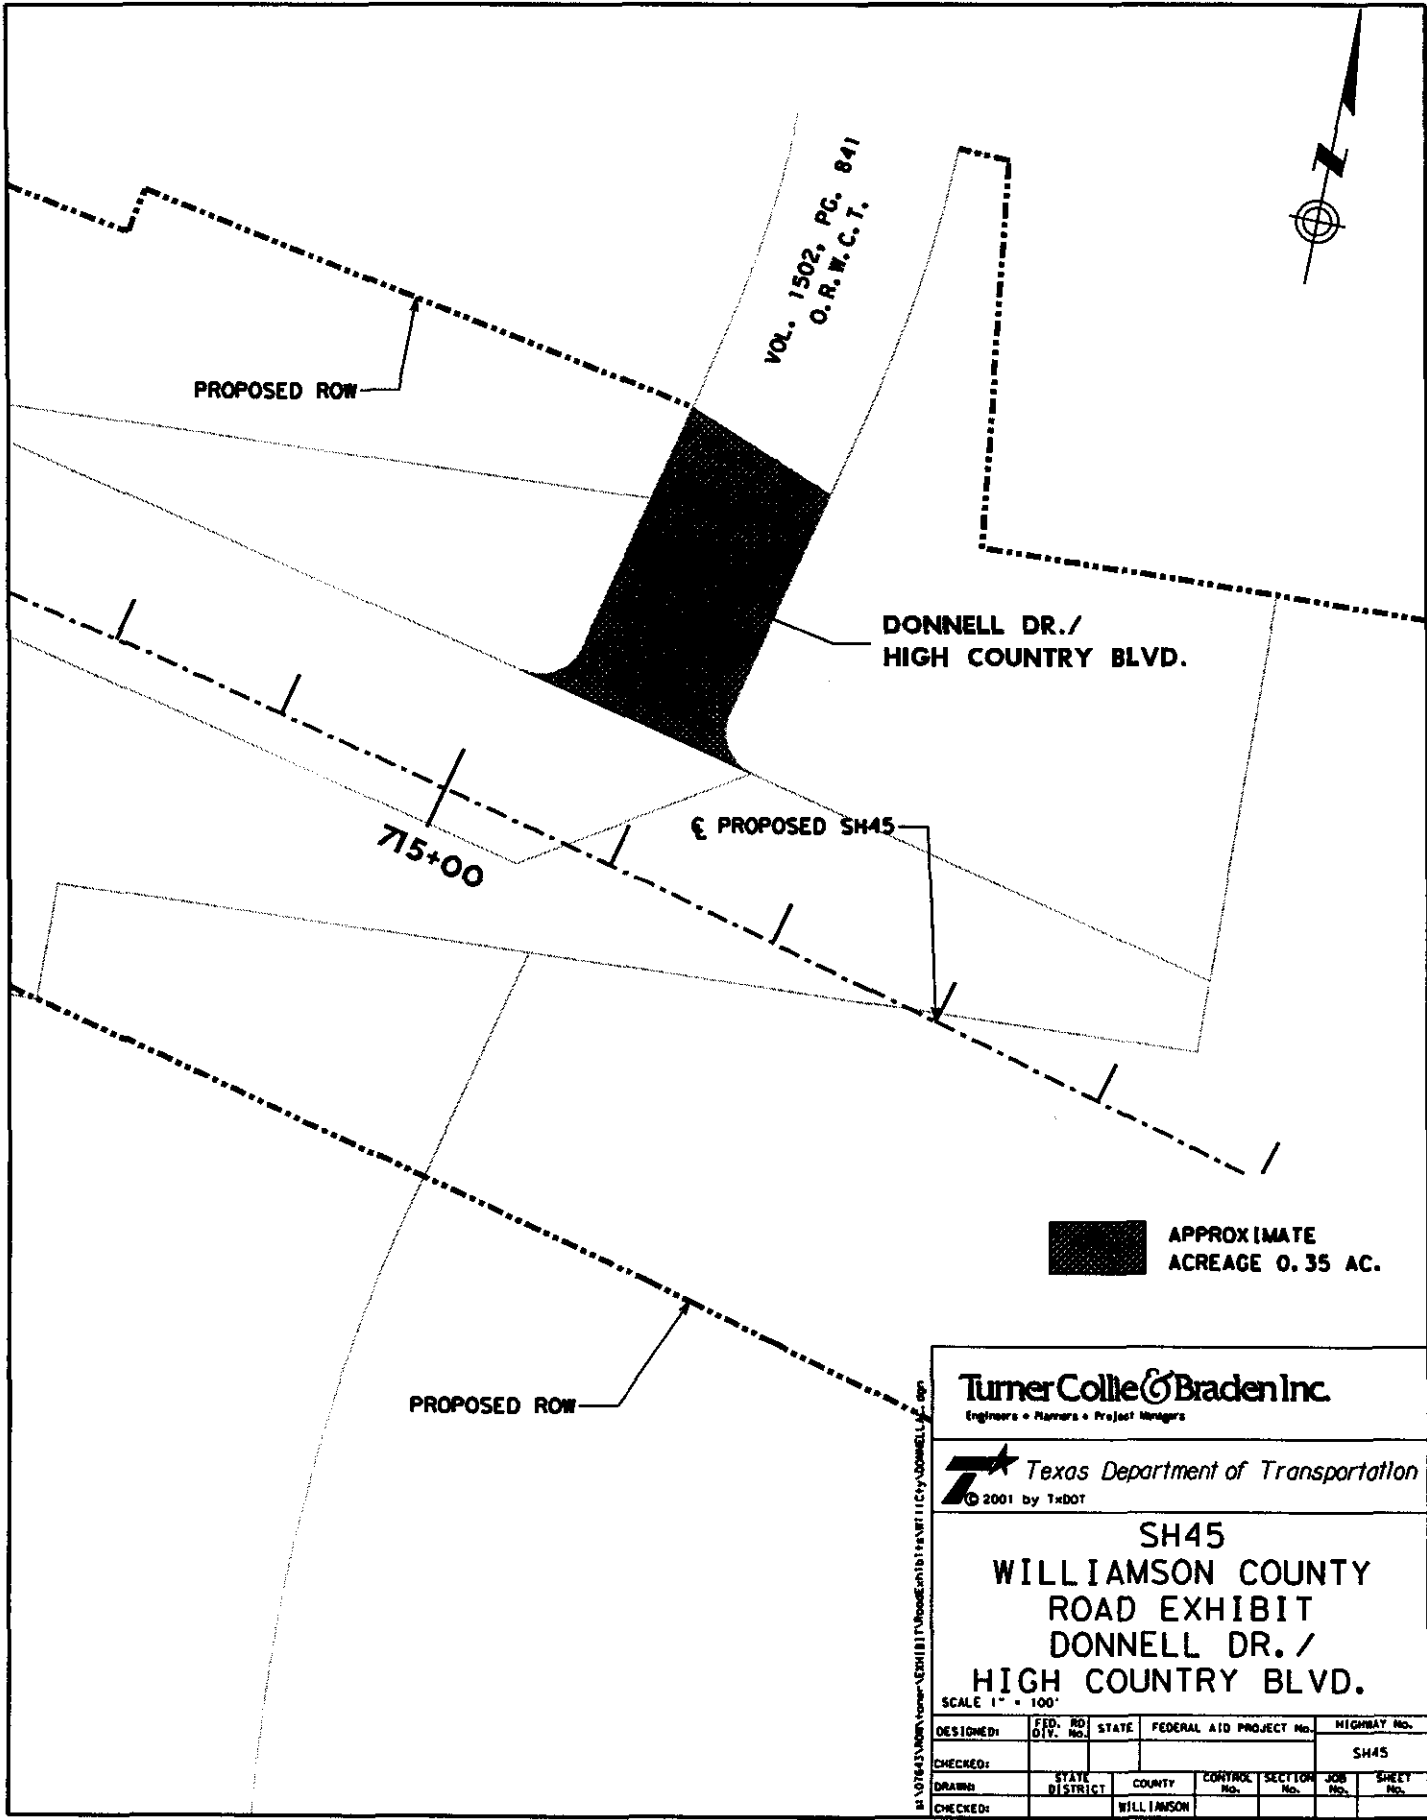 VOL. 1502, PG. 841
O.R.W.C.T.
N
PROPOSED ROW
DONNELL DR./
HIGH COUNTRY BLVD.
715+00
℄ PROPOSED SH45
APPROXIMATE
ACREAGE 0.35 AC.
PROPOSED ROW
Turner Collie & Braden Inc.
Engineers • Planners • Project Managers
Texas Department of Transportation
© 2001 by TxDOT
SH45
WILLIAMSON COUNTY
ROAD EXHIBIT
DONNELL DR./
HIGH COUNTRY BLVD.
SCALE 1" = 100'
DESIGNED: FED. RD. DIV. No. STATE FEDERAL AID PROJECT No. HIGHWAY No.
CHECKED: SH45
DRAWN: STATE DISTRICT COUNTY CONTROL No. SECTION No. JOB No. SHEET No.
CHECKED: WILLIAMSON